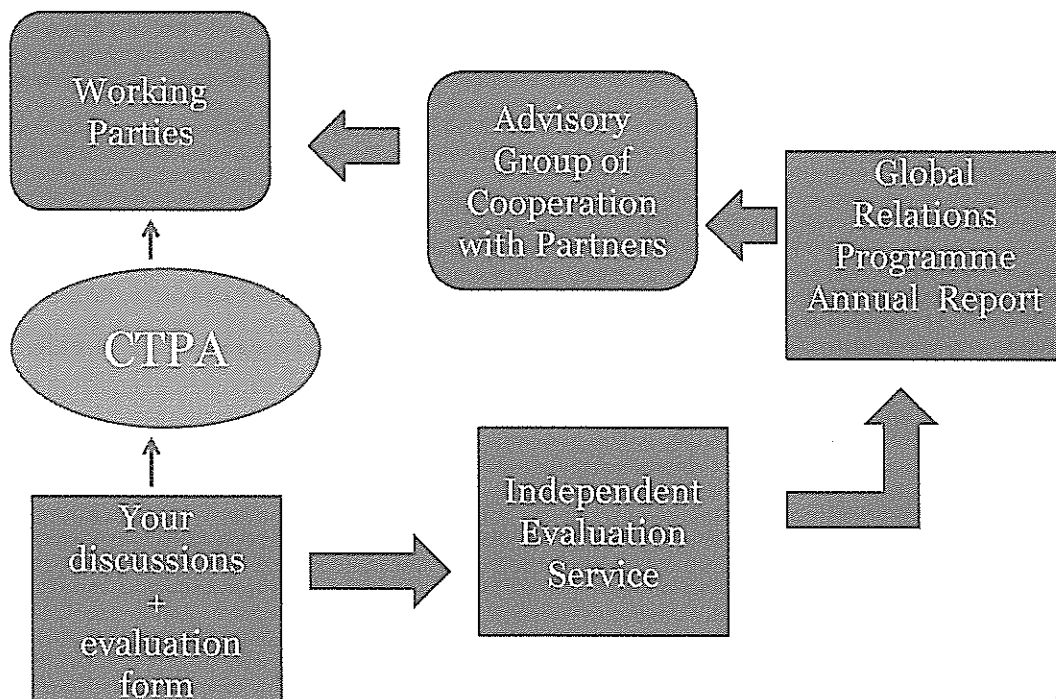 Working
Parties
Advisory
Group of
Cooperation
with Partners
Global
Relations
Programme
Annual Report
CTPA
Independent
Evaluation
Service
Your
discussions
+
evaluation
form